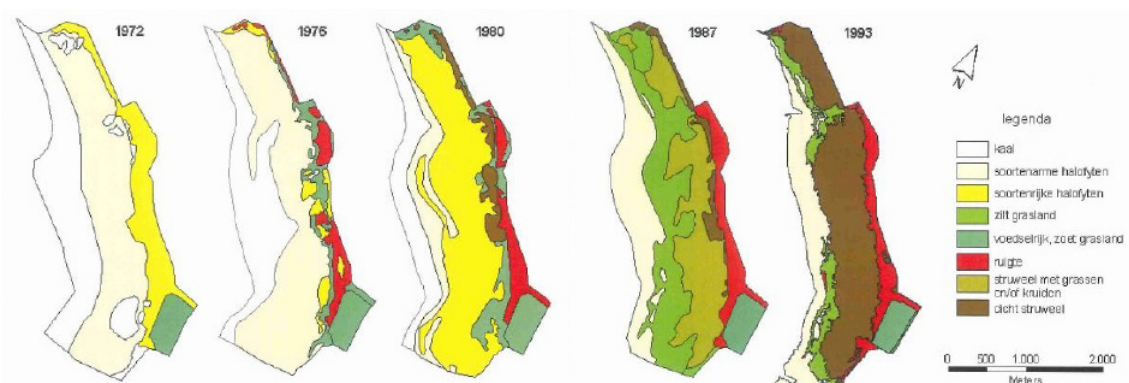 1972
1976
1980
1987
1993
N
legenda
kaal
soortenarme halofyten
soortenrijke halofyten
zilt grasland
voedselrijk, zoet grasland
ruigte
struweel met grassen
en/of kruiden
dicht struweel
0 500 1.000 2.000
Meters